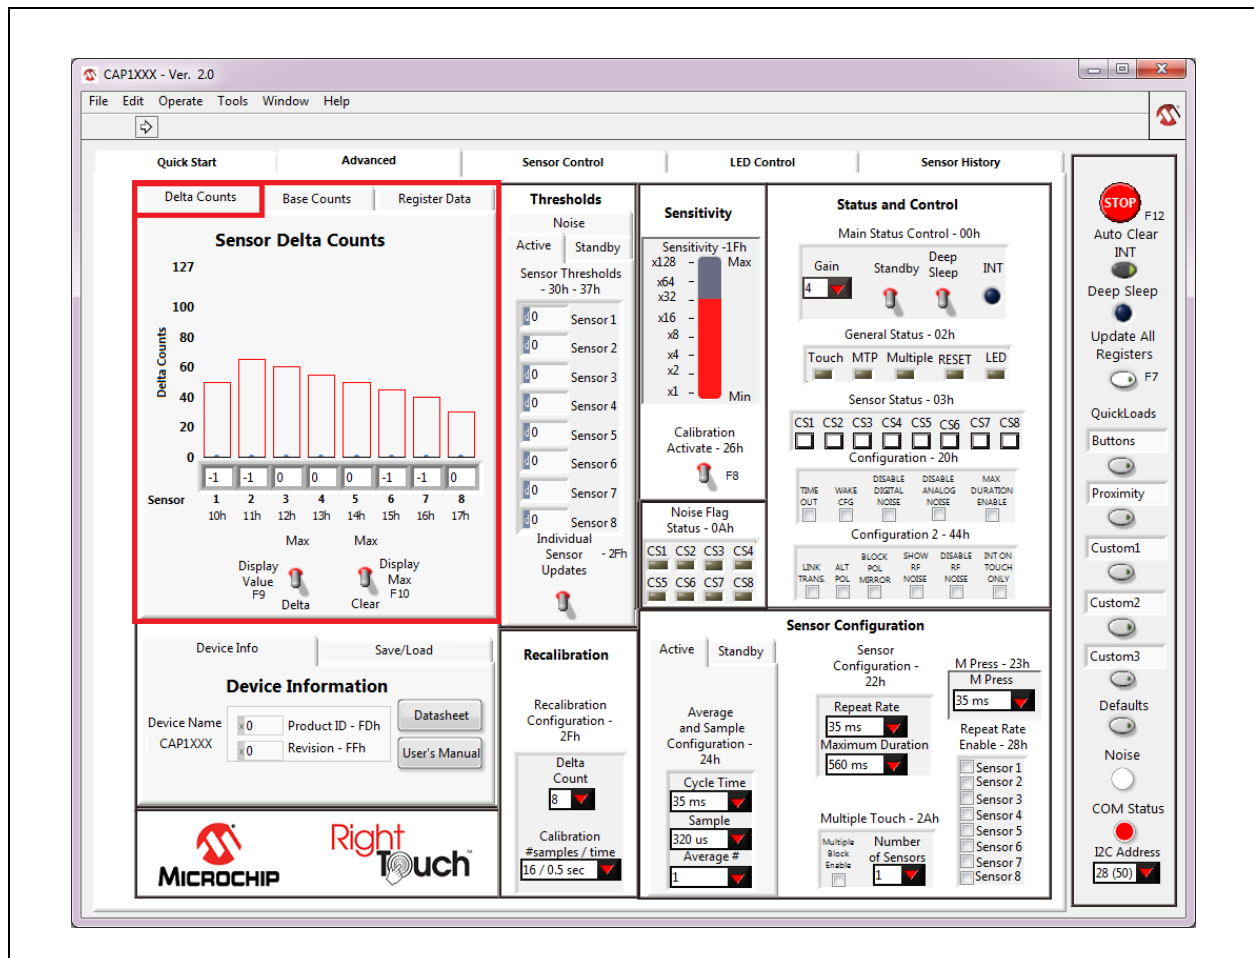 CAP1XXX - Ver. 2.0
File Edit Operate Tools Window Help
Quick Start Advanced Sensor Control LED Control Sensor History
Delta Counts Base Counts Register Data
Sensor Delta Counts
127
100
80
60
40
20
0
Delta Counts
-1 -1 0 0 0 -1 -1 0
Sensor 1 2 3 4 5 6 7 8
10h 11h 12h 13h 14h 15h 16h 17h
Max Max
Display Value F9
Delta
Display Max F10
Clear
Thresholds
Noise
Active Standby
Sensor Thresholds
- 30h - 37h
d 0 Sensor 1
d 0 Sensor 2
d 0 Sensor 3
d 0 Sensor 4
d 0 Sensor 5
d 0 Sensor 6
d 0 Sensor 7
d 0 Sensor 8
Individual
Sensor - 2Fh
Updates
Sensitivity
Sensitivity -1Fh
x128 Max
x64
x32
x16
x8
x4
x2
x1 Min
Calibration
Activate - 26h
F8
Noise Flag
Status - 0Ah
CS1 CS2 CS3 CS4
CS5 CS6 CS7 CS8
Status and Control
Main Status Control - 00h
Gain Standby Deep Sleep INT
4
General Status - 02h
Touch MTP Multiple RESET LED
Sensor Status - 03h
CS1 CS2 CS3 CS4 CS5 CS6 CS7 CS8
Configuration - 20h
TIME OUT WAKE CFG DISABLE DIGITAL NOISE DISABLE ANALOG NOISE MAX DURATION ENABLE
Configuration 2 - 44h
LINK TRANS. ALT POL BLOCK POL MIRROR SHOW RF NOISE DISABLE RF NOISE INT ON TOUCH ONLY
Device Info Save/Load
Device Information
Device Name
CAP1XXX
x 0 Product ID - FDh
x 0 Revision - FFh
Datasheet
User's Manual
MICROCHIP
Right Touch
Recalibration
Recalibration
Configuration -
2Fh
Delta
Count
8
Calibration
#samples / time
16 / 0.5 sec
Sensor Configuration
Active Standby
Average
and Sample
Configuration -
24h
Cycle Time
35 ms
Sample
320 us
Average #
1
Sensor
Configuration -
22h
Repeat Rate
35 ms
Maximum Duration
560 ms
Multiple Touch - 2Ah
Multiple Block Enable
Number of Sensors
1
M Press - 23h
M Press
35 ms
Repeat Rate
Enable - 28h
Sensor 1
Sensor 2
Sensor 3
Sensor 4
Sensor 5
Sensor 6
Sensor 7
Sensor 8
STOP F12
Auto Clear
INT
Deep Sleep
Update All
Registers
F7
QuickLoads
Buttons
Proximity
Custom1
Custom2
Custom3
Defaults
Noise
COM Status
I2C Address
28 (50)